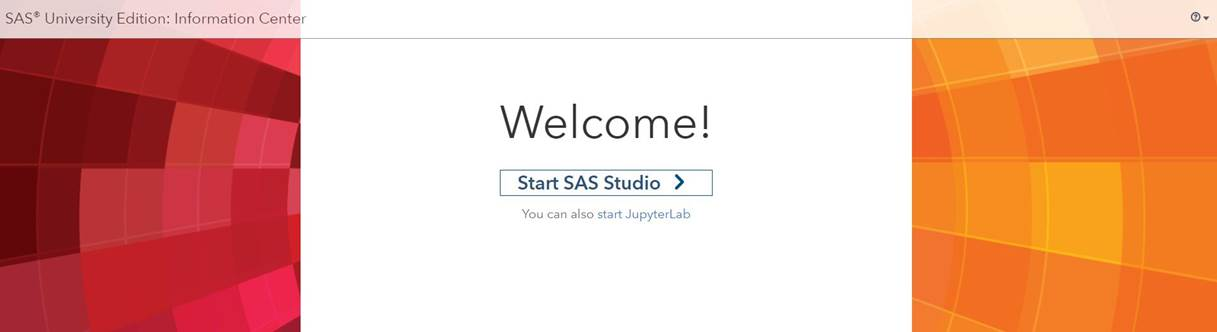 SAS® University Edition: Information Center
Welcome!
Start SAS Studio
You can also start JupyterLab